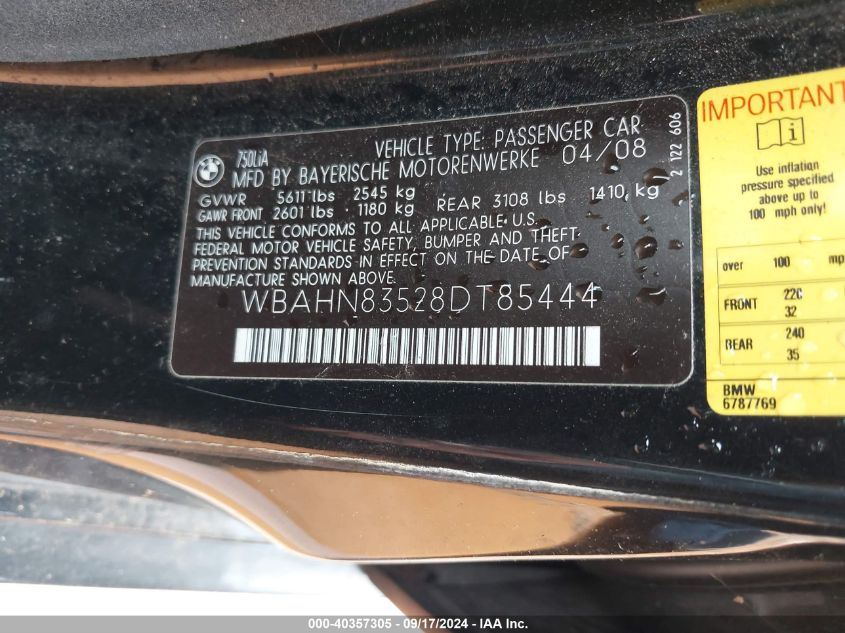 BMW
750LiA
VEHICLE TYPE: PASSENGER CAR
MFD BY BAYERISCHE MOTORENWERKE 04/08
GVWR 5611 lbs 2545 kg
GAWR FRONT 2601 lbs - 1180 kg REAR 3108 lbs 1410 kg
THIS VEHICLE CONFORMS TO ALL APPLICABLE U.S.
FEDERAL MOTOR VEHICLE SAFETY, BUMPER AND THEFT
PREVENTION STANDARDS IN EFFECT ON THE DATE OF
MANUFACTURE SHOWN ABOVE.
WBAHN83528DT85444
2 122 606
IMPORTANT
i
Use inflation
pressure specified
above up to
100 mph only!
over 100 mp
FRONT 220
32
REAR 240
35
BMW
6787769
000-40357305 - 09/17/2024 - IAA Inc.